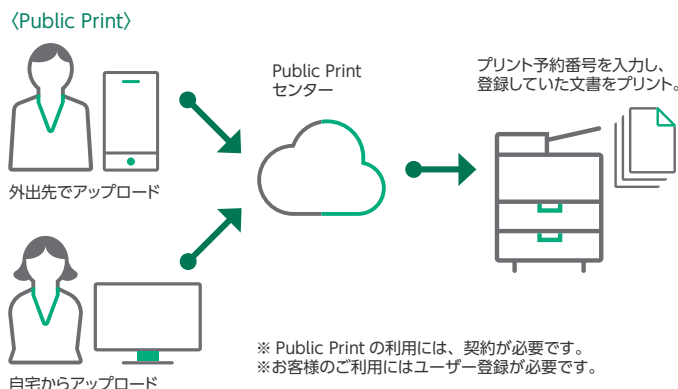 〈Public Print〉
Public Print
センター
プリント予約番号を入力し、
登録していた文書をプリント。
外出先でアップロード
自宅からアップロード
※ Public Print の利用には、契約が必要です。
※お客様のご利用にはユーザー登録が必要です。